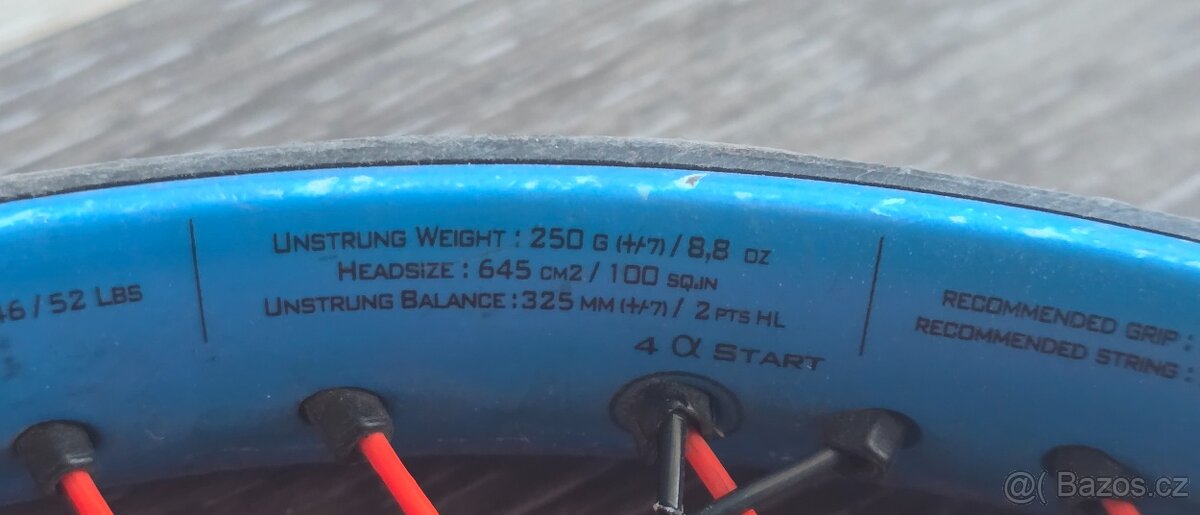 46 / 52 LBS
UNSTRUNG WEIGHT : 250 G (+/-7) / 8,8 OZ
HEADSIZE : 645 CM2 / 100 SQ.IN
UNSTRUNG BALANCE : 325 MM (+/-7) / 2 PTS HL
4 α START
RECOMMENDED GRIP :
RECOMMENDED STRING :
@( Bazos.cz